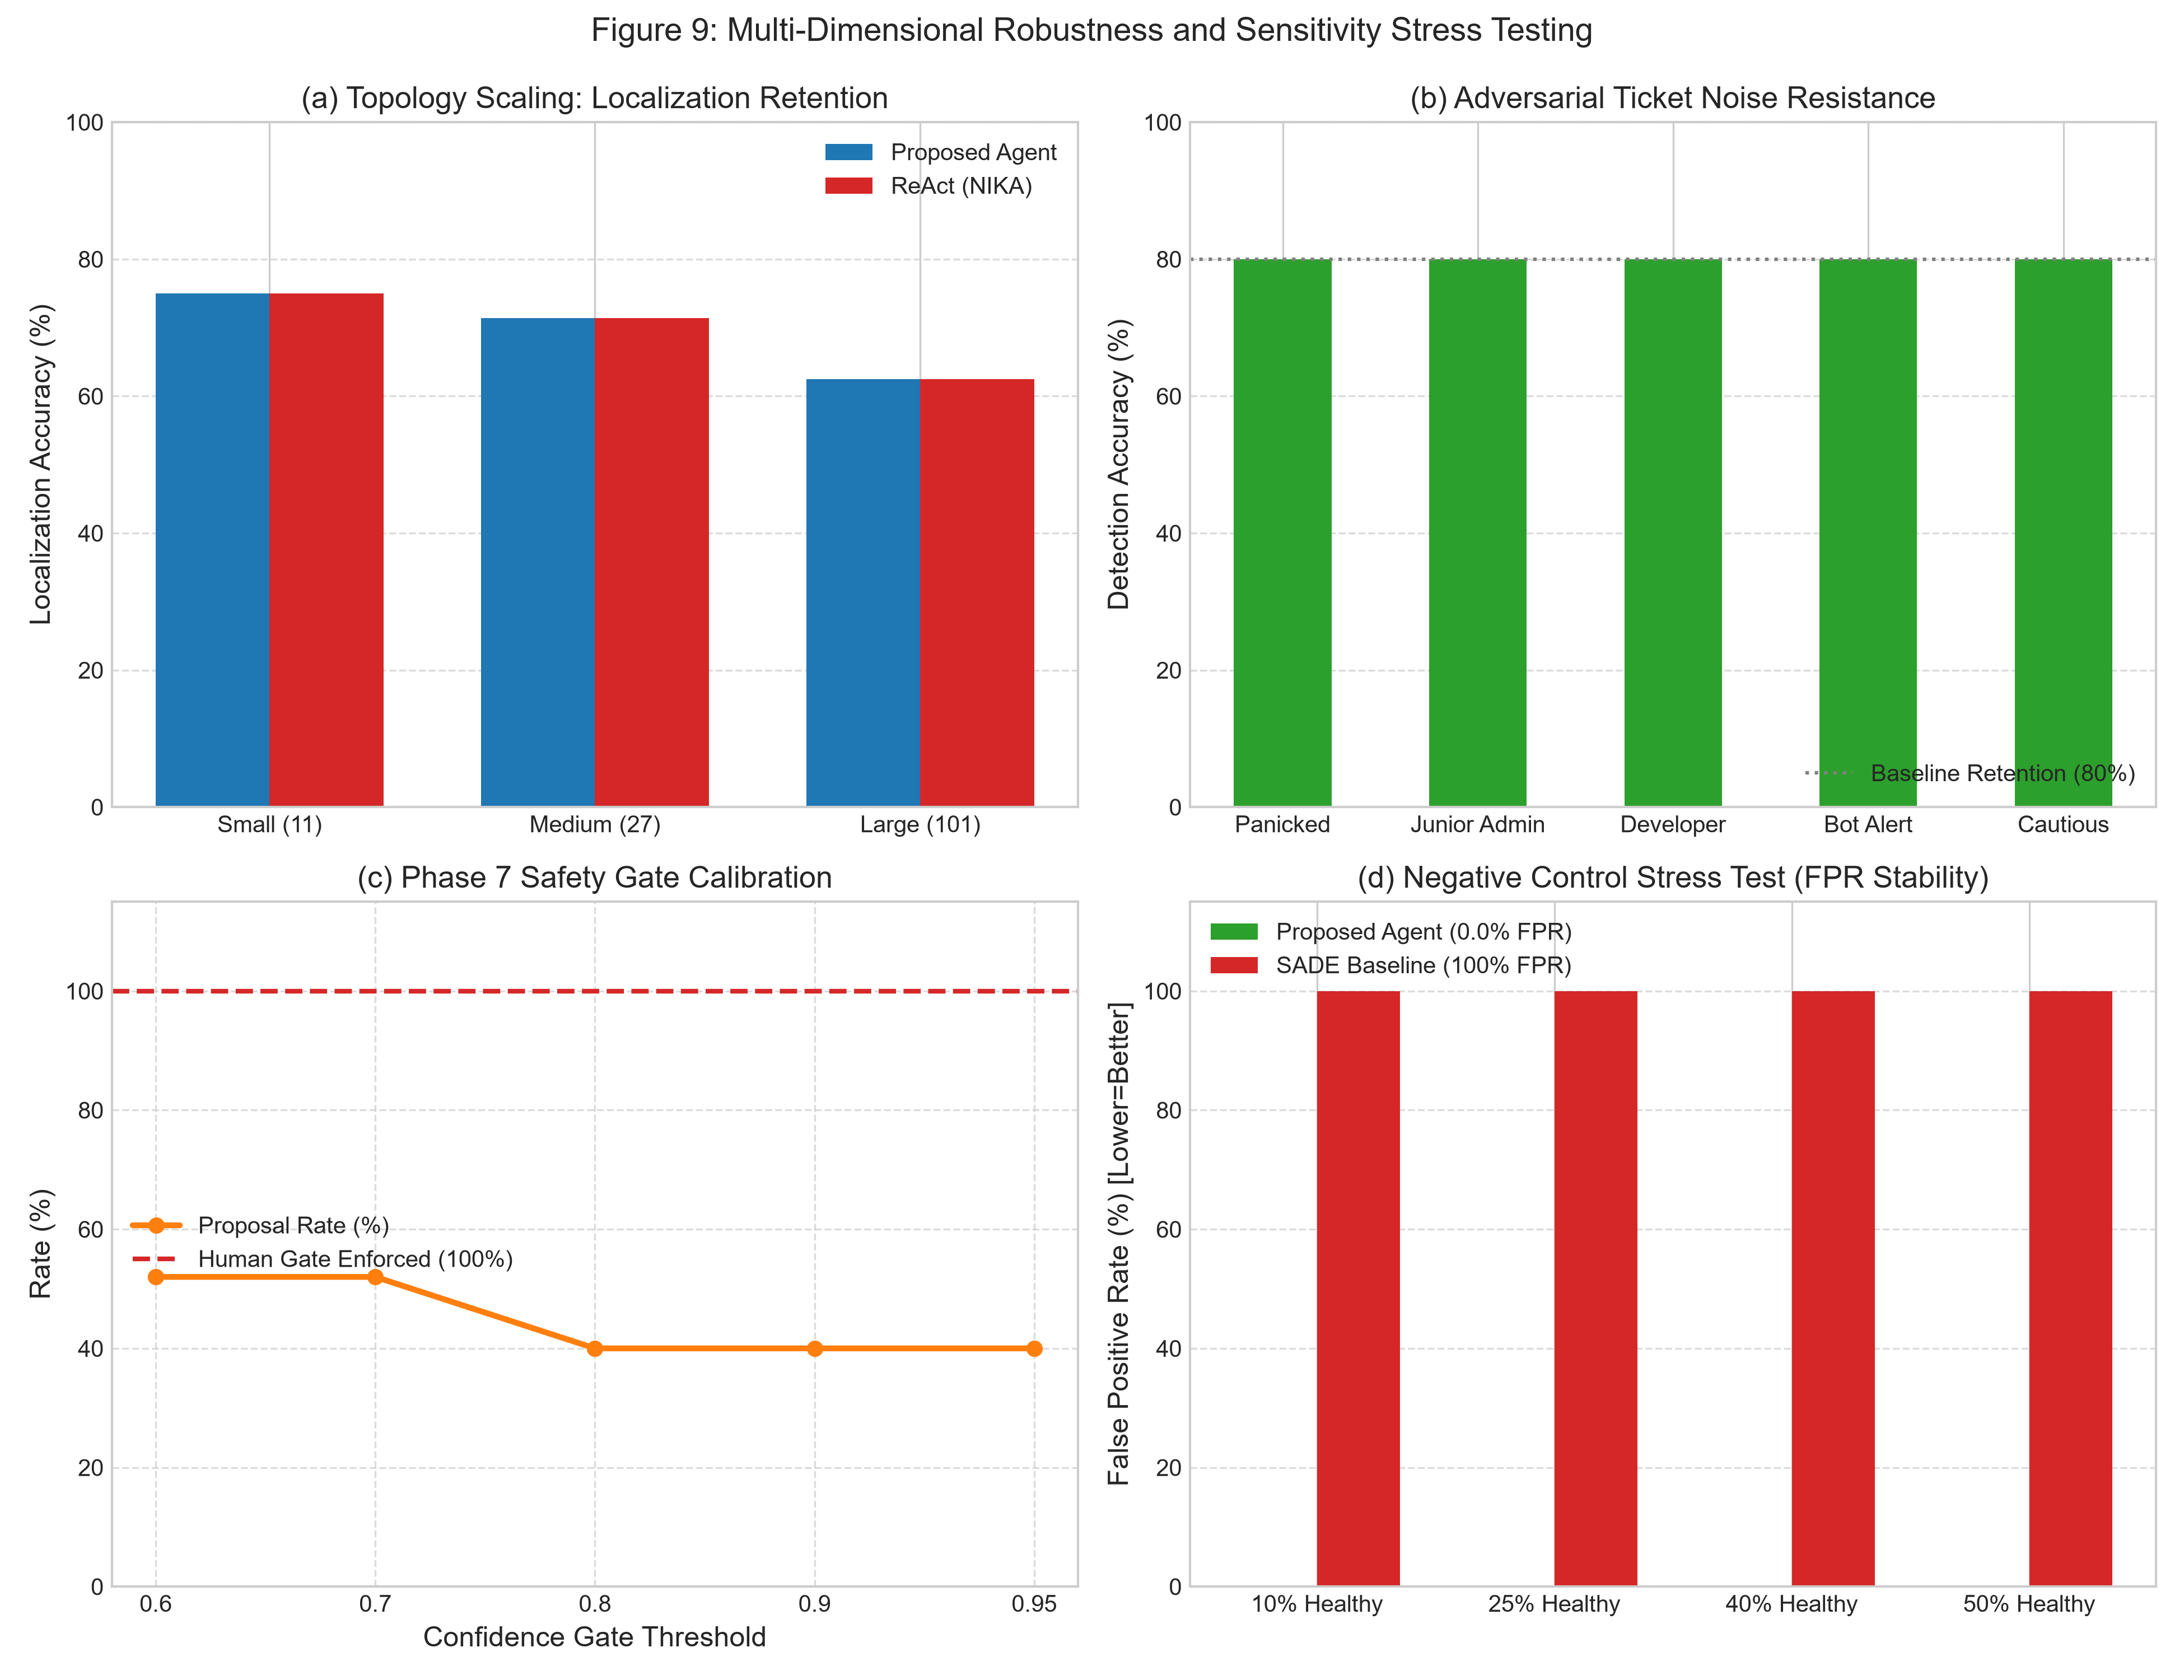 Figure 9: Multi-Dimensional Robustness and Sensitivity Stress Testing
(a) Topology Scaling: Localization Retention
Localization Accuracy (%)
100
80
60
40
20
0
Proposed Agent
ReAct (NIKA)
Small (11)
Medium (27)
Large (101)
(b) Adversarial Ticket Noise Resistance
Detection Accuracy (%)
100
80
60
40
20
0
Baseline Retention (80%)
Panicked
Junior Admin
Developer
Bot Alert
Cautious
(c) Phase 7 Safety Gate Calibration
Rate (%)
100
80
60
40
20
0
Proposal Rate (%)
Human Gate Enforced (100%)
0.6
0.7
0.8
0.9
0.95
Confidence Gate Threshold
(d) Negative Control Stress Test (FPR Stability)
False Positive Rate (%) [Lower=Better]
100
80
60
40
20
0
Proposed Agent (0.0% FPR)
SADE Baseline (100% FPR)
10% Healthy
25% Healthy
40% Healthy
50% Healthy